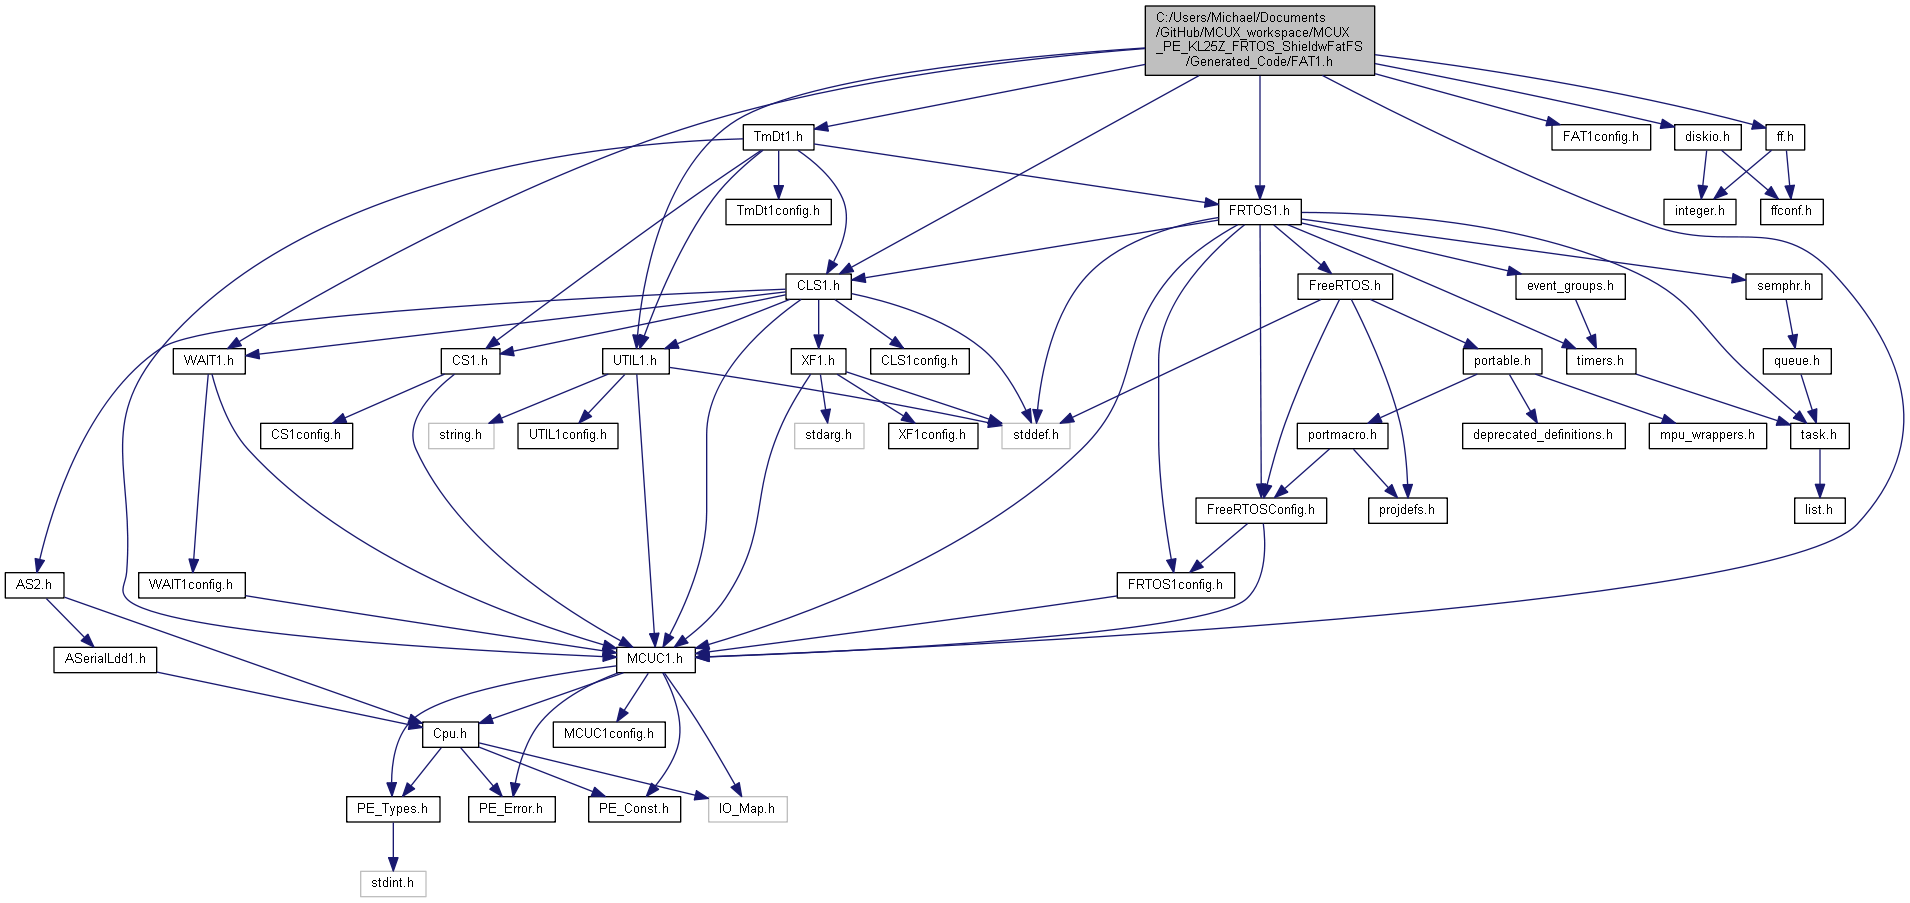 C:/Users/Michael/Documents
/GitHub/MCUX_workspace/MCUX
_PE_KL25Z_FRTOS_ShieldwFatFS
/Generated_Code/FAT1.h
TmDt1.h
FAT1config.h
diskio.h
ff.h
TmDt1config.h
FRTOS1.h
integer.h
ffconf.h
CLS1.h
FreeRTOS.h
event_groups.h
semphr.h
WAIT1.h
CS1.h
UTIL1.h
XF1.h
CLS1config.h
portable.h
timers.h
queue.h
CS1config.h
string.h
UTIL1config.h
stdarg.h
XF1config.h
stddef.h
portmacro.h
deprecated_definitions.h
mpu_wrappers.h
task.h
FreeRTOSConfig.h
projdefs.h
list.h
AS2.h
WAIT1config.h
FRTOS1config.h
ASerialLdd1.h
MCUC1.h
Cpu.h
MCUC1config.h
PE_Types.h
PE_Error.h
PE_Const.h
IO_Map.h
stdint.h